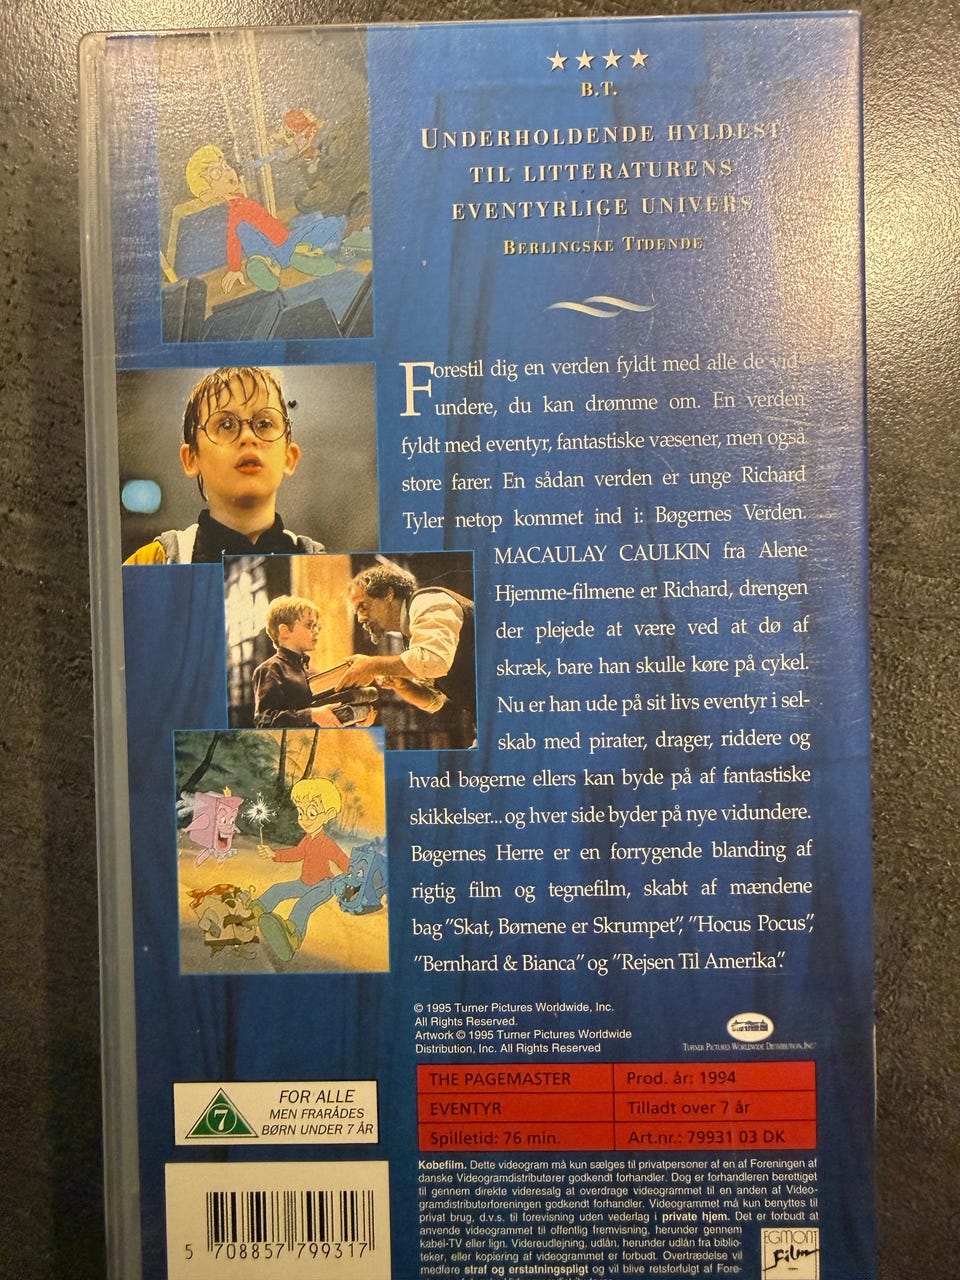 ★★★★
B.T.
UNDERHOLDENDE HYLDEST
TIL LITTERATURENS
EVENTYRLIGE UNIVERS
BERLINGSKE TIDENDE
Forestil dig en verden fyldt med alle de vid-
undere, du kan drømme om. En verden
fyldt med eventyr, fantastiske væsener, men også
store farer. En sådan verden er unge Richard
Tyler netop kommet ind i: Bøgernes Verden.
MACAULAY CAULKIN fra Alene
Hjemme-filmene er Richard, drengen
der plejede at være ved at dø af
skræk, bare han skulle køre på cykel.
Nu er han ude på sit livs eventyr i sel-
skab med pirater, drager, riddere og
hvad bøgerne ellers kan byde på af fantastiske
skikkelser... og hver side byder på nye vidundere.
Bøgernes Herre er en forrygende blanding af
rigtig film og tegnefilm, skabt af mændene
bag "Skat, Børnene er Skrumpet", "Hocus Pocus",
"Bernhard & Bianca" og "Rejsen Til Amerika".
© 1995 Turner Pictures Worldwide, Inc.
All Rights Reserved.
Artwork © 1995 Turner Pictures Worldwide
Distribution, Inc. All Rights Reserved
TURNER PICTURES WORLDWIDE DISTRIBUTION, INC.
THE PAGEMASTER Prod. år: 1994
EVENTYR Tilladt over 7 år
Spilletid: 76 min. Art.nr.: 79931 03 DK
7
FOR ALLE
MEN FRARÅDES
BØRN UNDER 7 ÅR
Købefilm. Dette videogram må kun sælges til privatpersoner af en af Foreningen af
danske Videogramdistributører godkendt forhandler. Dog er forhandleren berettiget
til gennem direkte videresalg at overdrage videogrammet til en anden af Video-
gramdistributørforeningen godkendt forhandler. Videogrammet må kun benyttes til
privat brug, d.v.s. til forevisning uden vederlag i private hjem. Det er forbudt at
anvende videogrammet til offentlig fremvisning, herunder gennem
kabel-TV eller lign. Videreudlejning, udlån, herunder udlån fra biblio-
teker, eller kopiering af videogrammet er forbudt. Overtrædelse vil
medføre straf og erstatningspligt og vil blive retsforfulgt af Fore-
EGMONT
Film
5 708857 799317